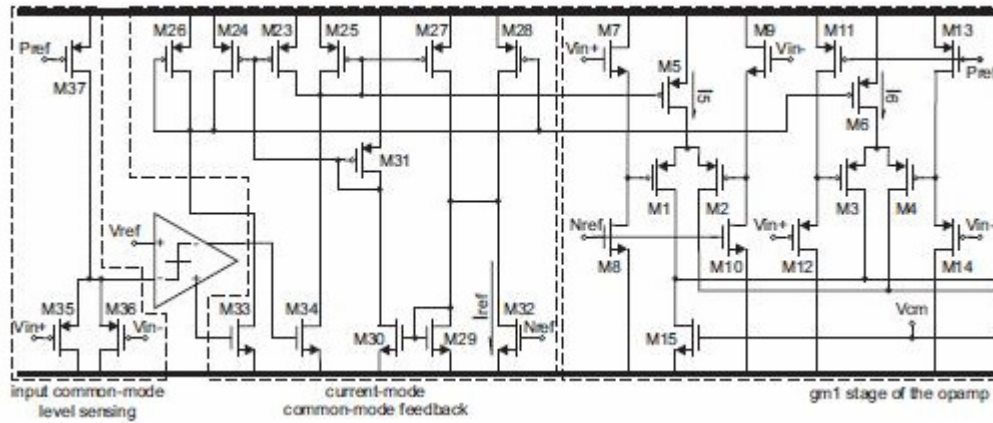 M26 M24 M23 M25 M27 M28 M7 M9 M11 M13
Pref Vin+ Vin- Pref
M37 M5 I5 I6
M6
M31
M1 M2 M3 M4
Vref + - Nref Vin+ Vin-
- + M8 M10 M12 M14
M35 M36 M33 M34 Iref M32 Vcm
Vin+ Vin- M30 M29 Nref M15
input common-mode current-mode gm1 stage of the opamp
level sensing common-mode feedback